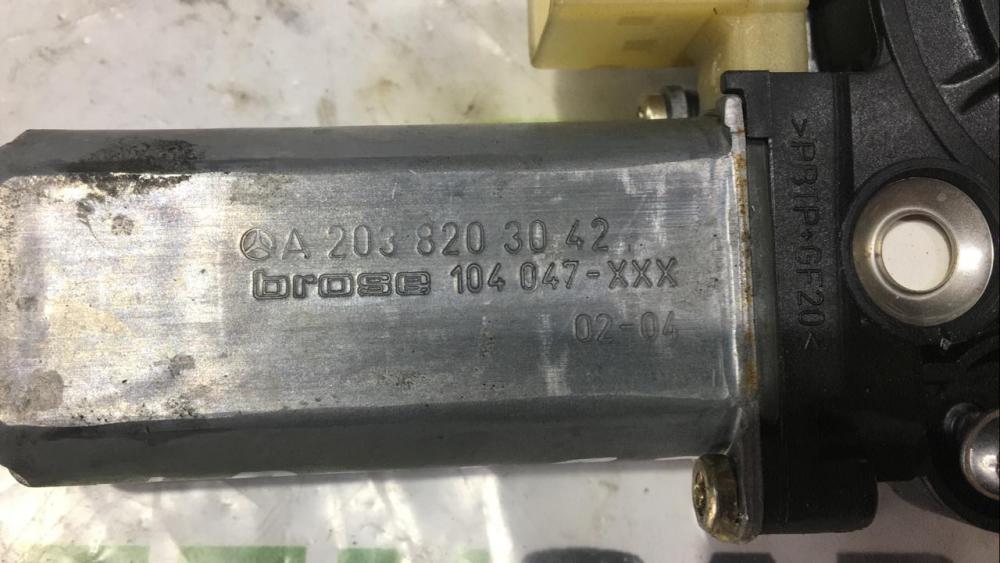 A 203 820 30 42
brose 104 047-XXX
02-04
>PBTP+GF20<